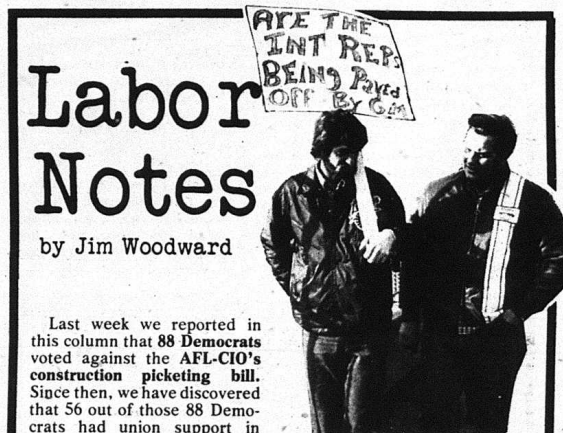 ARE THE
INT REPS
BEING PAYED
OFF BY GM
Labor
Notes
by Jim Woodward
Last week we reported in
this column that 88 Democrats
voted against the AFL-CIO's
construction picketing bill.
Since then, we have discovered
that 56 out of those 88 Demo-
crats had union support in